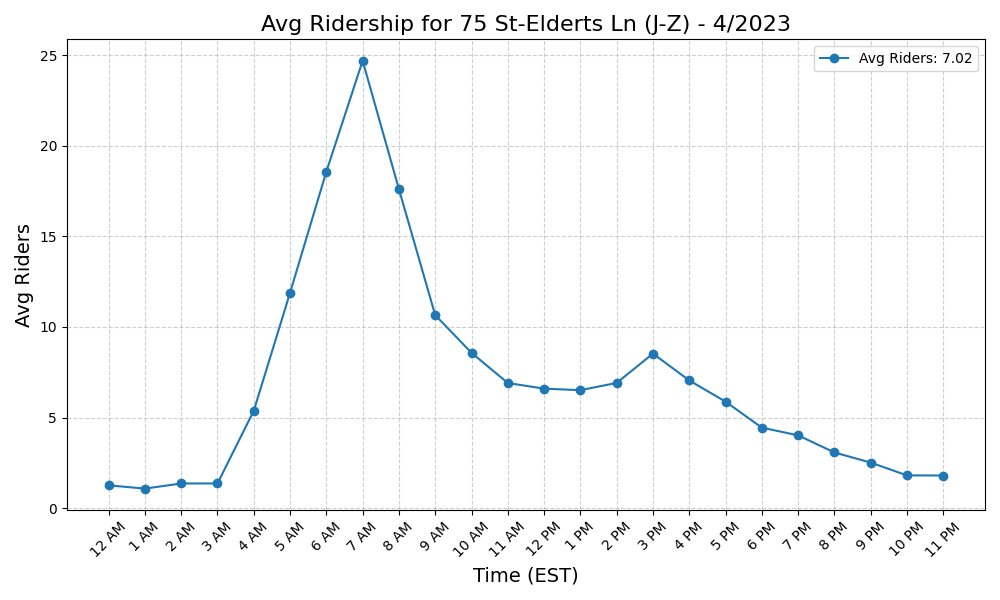 Avg Ridership for 75 St-Elderts Ln (J-Z) - 4/2023
Avg Riders: 7.02
Avg Riders
25
20
15
10
5
0
12 AM
1 AM
2 AM
3 AM
4 AM
5 AM
6 AM
7 AM
8 AM
9 AM
10 AM
11 AM
12 PM
1 PM
2 PM
3 PM
4 PM
5 PM
6 PM
7 PM
8 PM
9 PM
10 PM
11 PM
Time (EST)